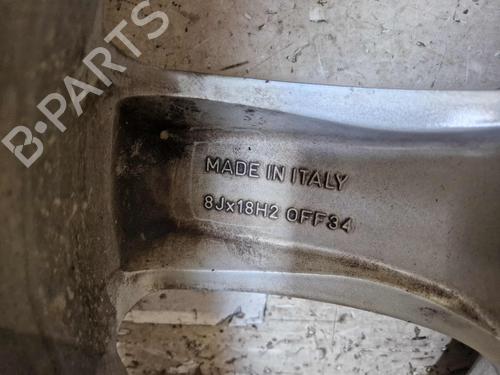 B-PARTS
MADE IN ITALY
8Jx18H2 OFF34